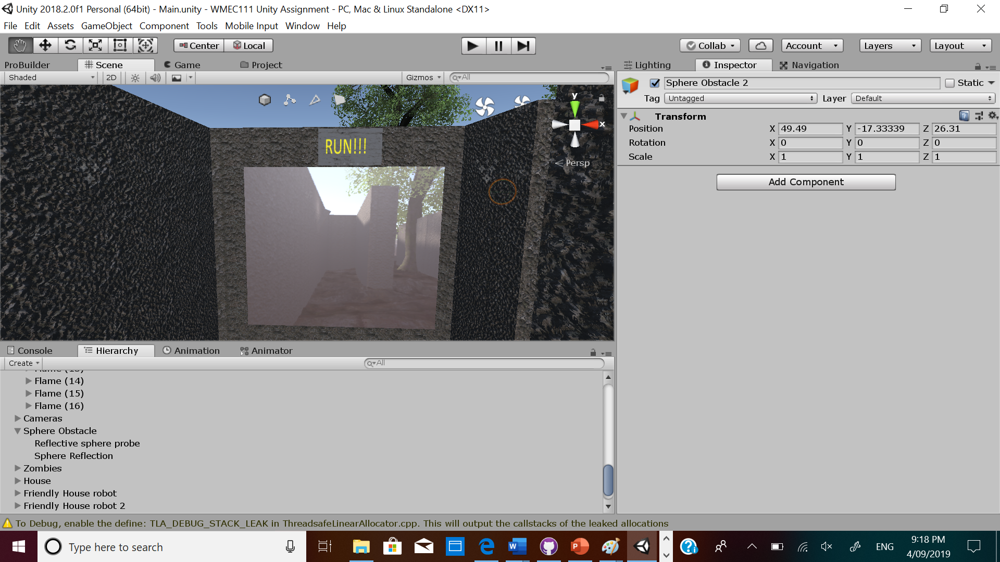 Unity 2018.2.0f1 Personal (64bit) - Main.unity - WMEC111 Unity Assignment - PC, Mac & Linux Standalone <DX11>
File Edit Assets GameObject Component Tools Mobile Input Window Help
Center Local Collab Account Layers Layout
ProBuilder Scene Game Project
Shaded 2D Gizmos All
RUN!!!
y
x
Persp
Lighting Inspector Navigation
Sphere Obstacle 2 Static
Tag Untagged Layer Default
Transform
Position X 49.49 Y -17.33339 Z 26.31
Rotation X 0 Y 0 Z 0
Scale X 1 Y 1 Z 1
Add Component
Console Hierarchy Animation Animator
Create All
Flame (14)
Flame (15)
Flame (16)
Cameras
Sphere Obstacle
Reflective sphere probe
Sphere Reflection
Zombies
House
Friendly House robot
Friendly House robot 2
To Debug, enable the define: TLA_DEBUG_STACK_LEAK in ThreadsafeLinearAllocator.cpp. This will output the callstacks of the leaked allocations
Type here to search
ENG
9:18 PM
4/09/2019